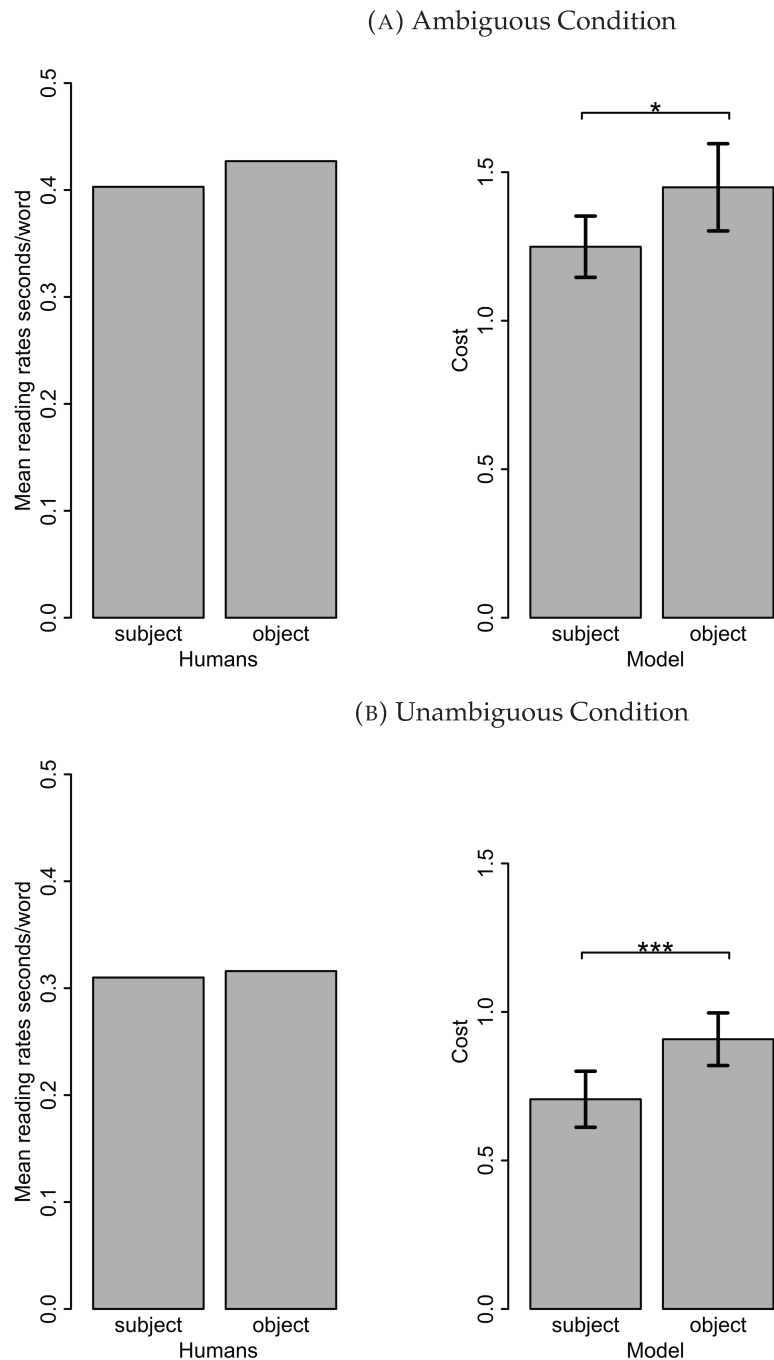 (A) Ambiguous Condition
Mean reading rates seconds/word
0.0 0.1 0.2 0.3 0.4 0.5
subject object
Humans
Cost
0.0 0.5 1.0 1.5
*
subject object
Model
(B) Unambiguous Condition
Mean reading rates seconds/word
0.0 0.1 0.2 0.3 0.4 0.5
subject object
Humans
Cost
0.0 0.5 1.0 1.5
***
subject object
Model